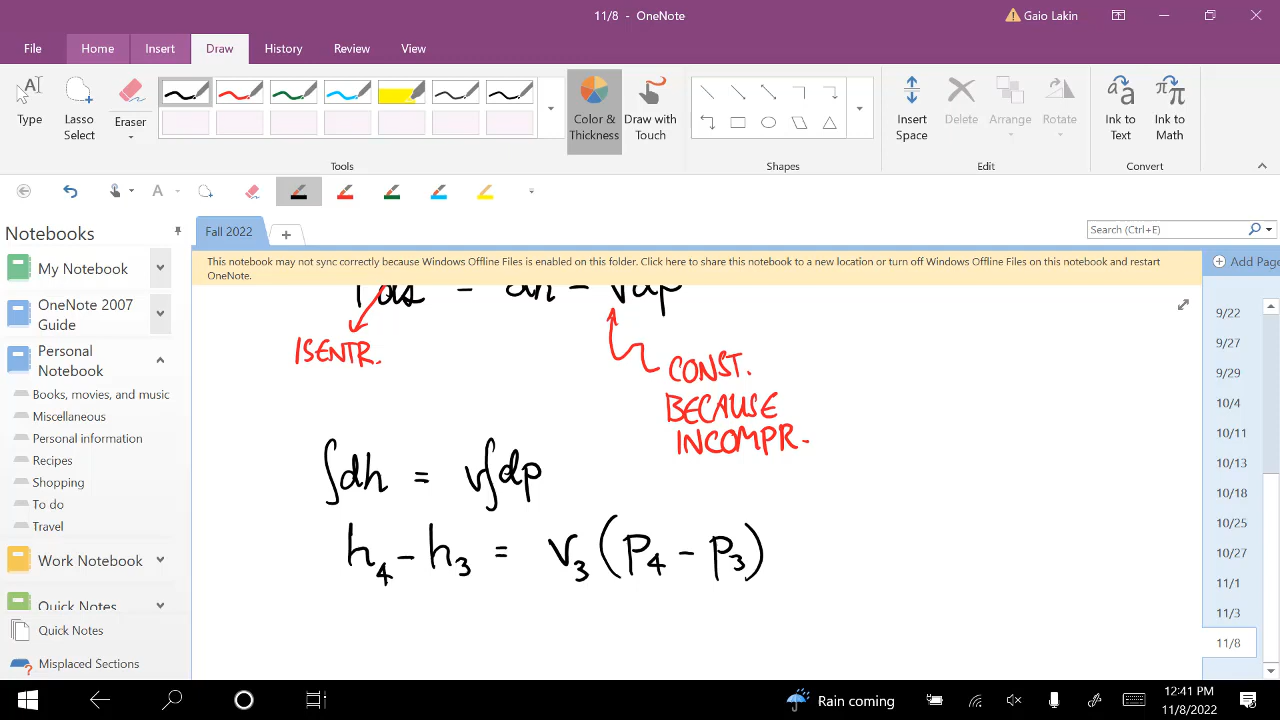 11/8 - OneNote
Gaio Lakin
File Home Insert Draw History Review View
Type
Lasso Select
Eraser
Color & Thickness
Draw with Touch
Insert Space
Delete
Arrange
Rotate
Ink to Text
Ink to Math
Tools
Shapes
Edit
Convert
A
Notebooks
Fall 2022
Search (Ctrl+E)
This notebook may not sync correctly because Windows Offline Files is enabled on this folder. Click here to share this notebook to a new location or turn off Windows Offline Files on this notebook and restart
OneNote.
Add Page
My Notebook
OneNote 2007
Guide
Personal
Notebook
Books, movies, and music
Miscellaneous
Personal information
Recipes
Shopping
To do
Travel
Work Notebook
Quick Notes
Quick Notes
Misplaced Sections
Tds = dh - vdp
ISENTR.
CONST.
BECAUSE
INCOMPR.
∫dh = v∫dp
h₄ - h₃ = v₃(p₄ - p₃)
9/22
9/27
9/29
10/4
10/11
10/13
10/18
10/25
10/27
11/1
11/3
11/8
Rain coming
12:41 PM
11/8/2022